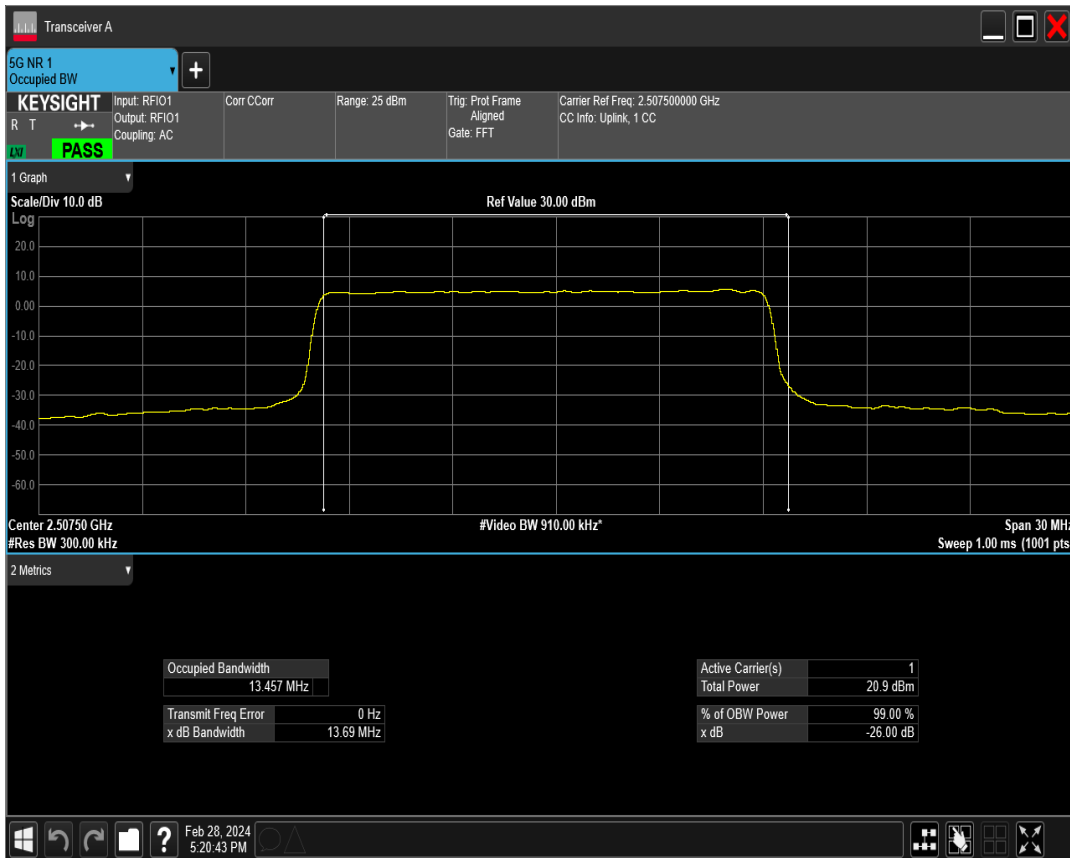 Transceiver A
5G NR 1
Occupied BW
KEYSIGHT
R T
LXI
PASS
Input: RFIO1
Output: RFIO1
Coupling: AC
Corr CCorr
Range: 25 dBm
Trig: Prot Frame
Aligned
Gate: FFT
Carrier Ref Freq: 2.507500000 GHz
CC Info: Uplink, 1 CC
1 Graph
Scale/Div 10.0 dB
Ref Value 30.00 dBm
Log
20.0
10.0
0.00
-10.0
-20.0
-30.0
-40.0
-50.0
-60.0
Center 2.50750 GHz
#Video BW 910.00 kHz*
Span 30 MHz
#Res BW 300.00 kHz
Sweep 1.00 ms (1001 pts
2 Metrics
Occupied Bandwidth
13.457 MHz
Transmit Freq Error 0 Hz
x dB Bandwidth 13.69 MHz
Active Carrier(s) 1
Total Power 20.9 dBm
% of OBW Power 99.00 %
x dB -26.00 dB
Feb 28, 2024
5:20:43 PM